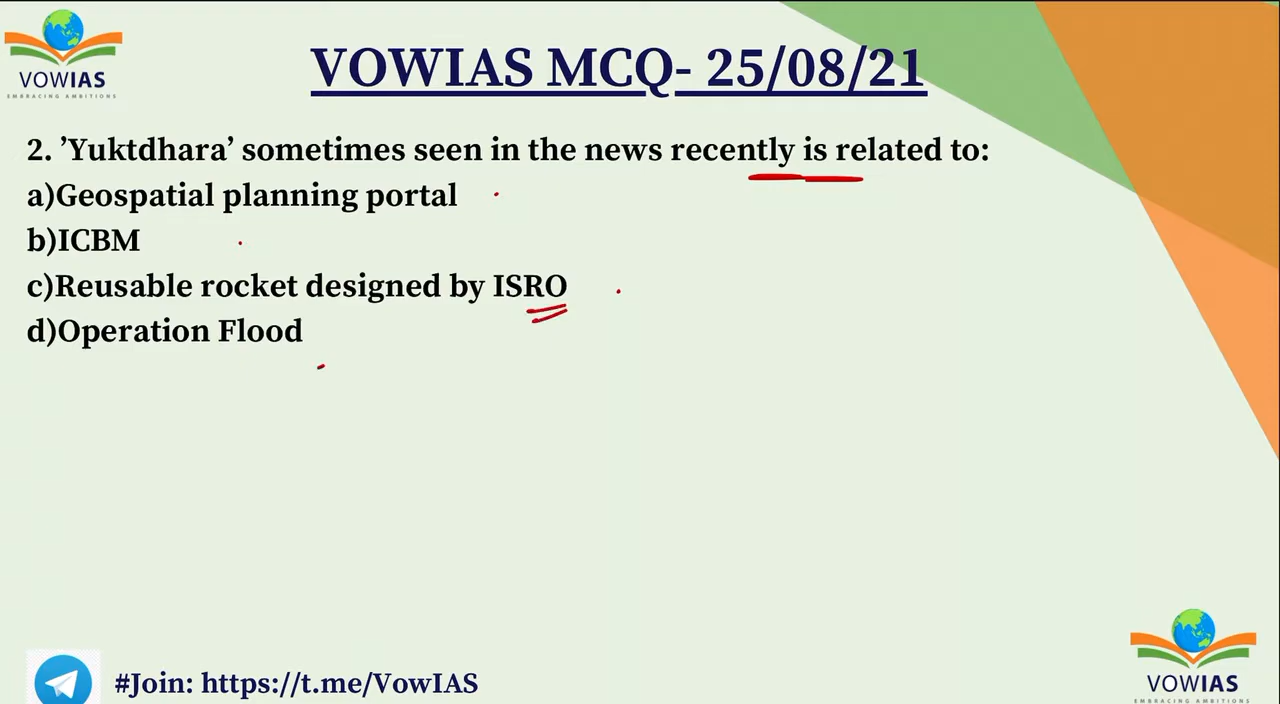 VOWIAS
EMBRACING AMBITIONS
VOWIAS MCQ- 25/08/21
2. ’Yuktdhara’ sometimes seen in the news recently is related to:
a)Geospatial planning portal
b)ICBM
c)Reusable rocket designed by ISRO
d)Operation Flood
#Join: https://t.me/VowIAS
VOWIAS
EMBRACING AMBITIONS